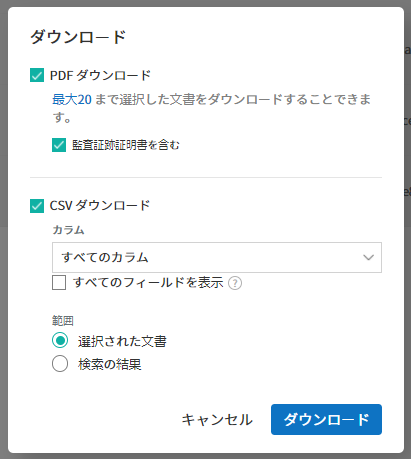 ダウンロード
PDF ダウンロード
最大20 まで選択した文書をダウンロードすることできま
す。
監査証跡証明書を含む
CSV ダウンロード
カラム
すべてのカラム
すべてのフィールドを表示 ?
範囲
選択された文書
検索の結果
キャンセル ダウンロード